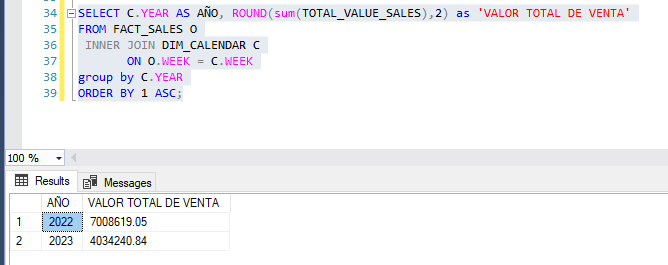 34 SELECT C.YEAR AS AÑO, ROUND(sum(TOTAL_VALUE_SALES),2) as 'VALOR TOTAL DE VENTA'
35 FROM FACT_SALES O
36 INNER JOIN DIM_CALENDAR C
37 ON O.WEEK = C.WEEK
38 group by C.YEAR
39 ORDER BY 1 ASC;
100 %
Results Messages
AÑO VALOR TOTAL DE VENTA
1 2022 7008619.05
2 2023 4034240.84